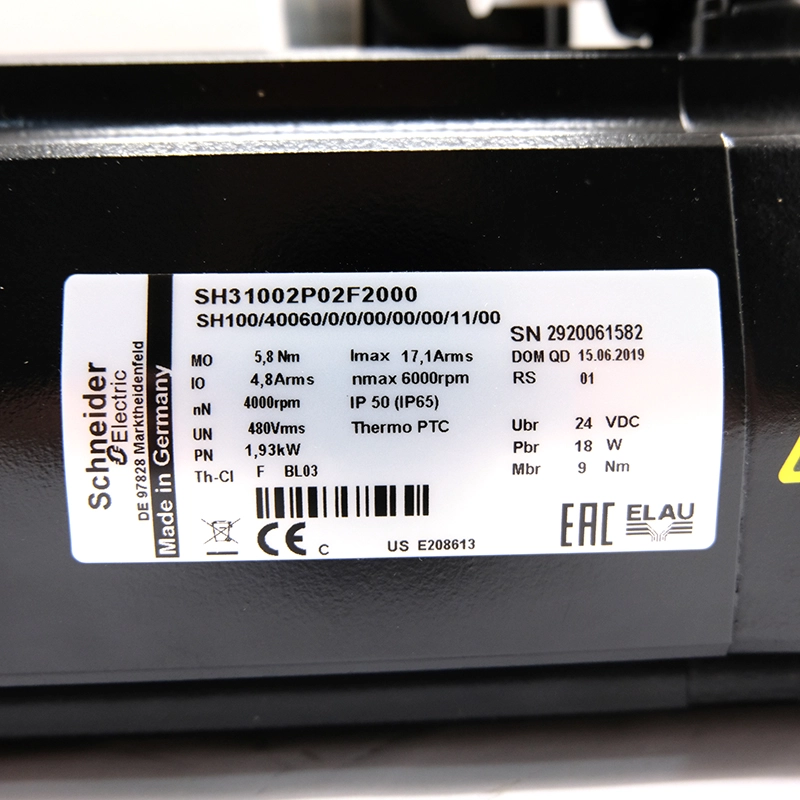 Schneider
Electric
DE 97828 Marktheidenfeld
Made in Germany
SH31002P02F2000
SH100/40060/0/0/00/00/00/11/00
SN 2920061582
MO 5,8 Nm Imax 17,1Arms DOM QD 15.06.2019
IO 4,8Arms nmax 6000rpm RS 01
nN 4000rpm IP 50 (IP65)
UN 480Vrms Thermo PTC Ubr 24 VDC
PN 1,93kW Pbr 18 W
Th-CI F BL03 Mbr 9 Nm
CE C US E208613 EAC ELAU